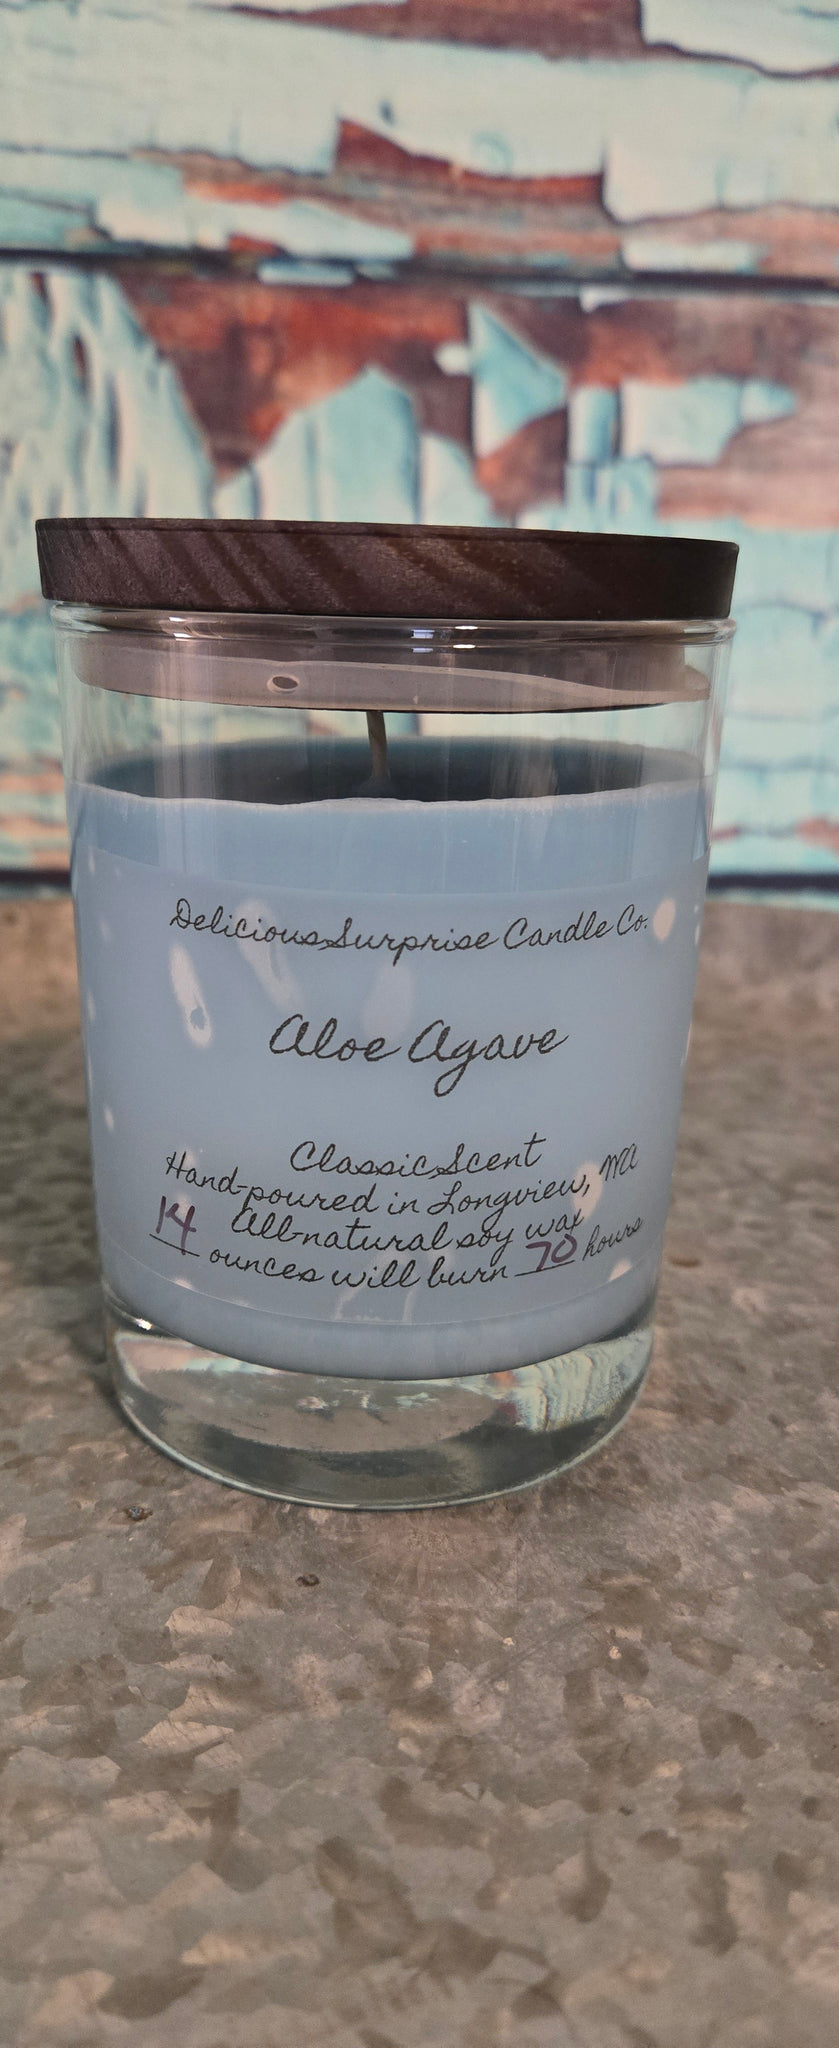 Delicious Surprise Candle Co.
Aloe Agave
Classic Scent
Hand-poured in Longview, WA
All-natural soy wax
14 ounces will burn 70 hours